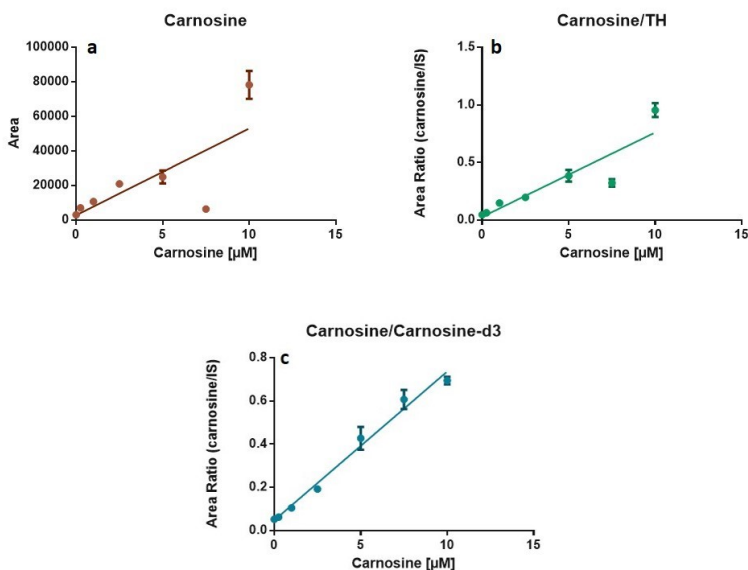 Carnosine
a
100000
80000
60000
40000
20000
0
Area
0 5 10 15
Carnosine [µM]
Carnosine/TH
b
1.5
1.0
0.5
0.0
Area Ratio (carnosine/IS)
0 5 10 15
Carnosine [µM]
Carnosine/Carnosine-d3
c
0.8
0.6
0.4
0.2
0.0
Area Ratio (carnosine/IS)
0 5 10 15
Carnosine [µM]